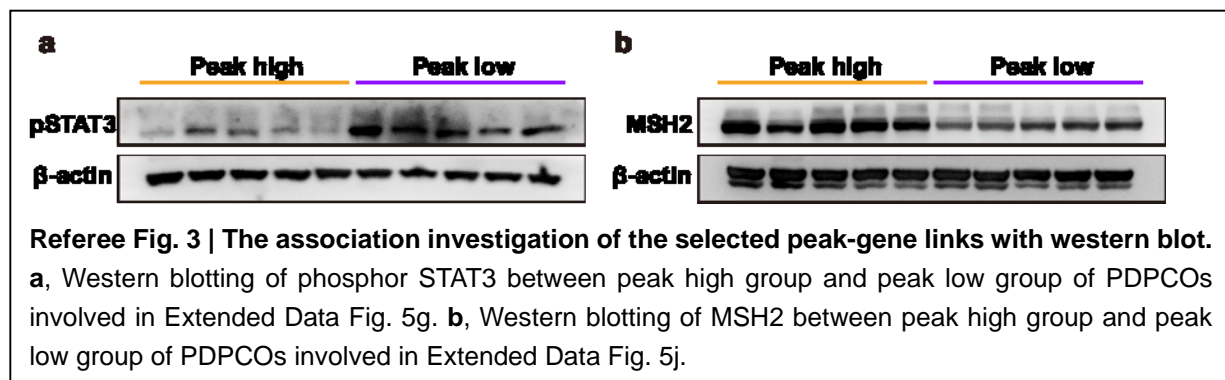 a
Peak high Peak low
pSTAT3
β-actin
b
Peak high Peak low
MSH2
β-actin
Referee Fig. 3 | The association investigation of the selected peak-gene links with western blot.
a, Western blotting of phosphor STAT3 between peak high group and peak low group of PDPCOs
involved in Extended Data Fig. 5g. b, Western blotting of MSH2 between peak high group and peak
low group of PDPCOs involved in Extended Data Fig. 5j.